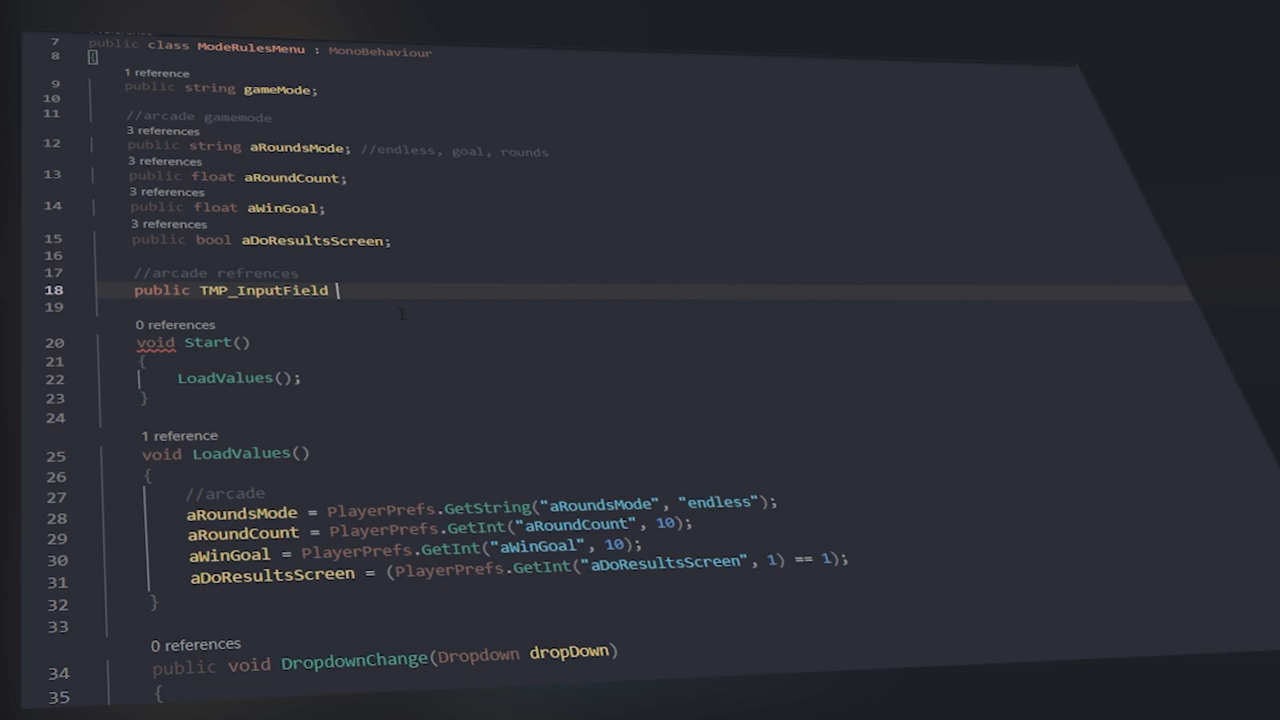 7 public class ModeRulesMenu : MonoBehaviour
8 {
1 reference
9 public string gameMode;
10
11 //arcade gamemode
3 references
12 public string aRoundsMode; //endless, goal, rounds
3 references
13 public float aRoundCount;
3 references
14 public float aWinGoal;
3 references
15 public bool aDoResultsScreen;
16
17 //arcade refrences
18 public TMP_InputField
19
0 references
20 void Start()
21 {
22 LoadValues();
23 }
24
1 reference
25 void LoadValues()
26 {
27 //arcade
28 aRoundsMode = PlayerPrefs.GetString("aRoundsMode", "endless");
29 aRoundCount = PlayerPrefs.GetInt("aRoundCount", 10);
30 aWinGoal = PlayerPrefs.GetInt("aWinGoal", 10);
31 aDoResultsScreen = (PlayerPrefs.GetInt("aDoResultsScreen", 1) == 1);
32 }
33
0 references
34 public void DropdownChange(Dropdown dropDown)
35 {